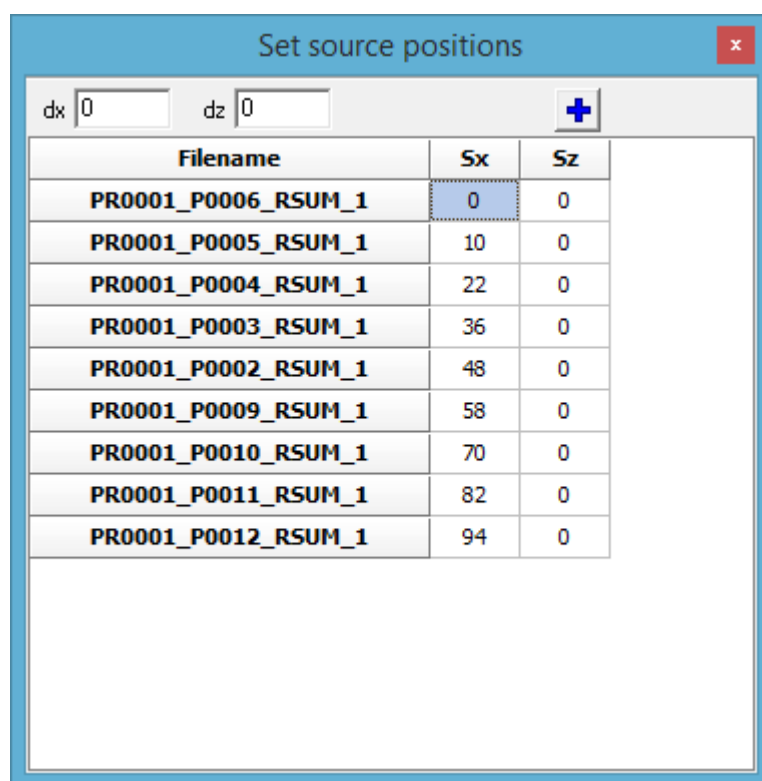 Set source positions x
dx 0 dz 0
Filename Sx Sz
PR0001_P0006_RSUM_1 0 0
PR0001_P0005_RSUM_1 10 0
PR0001_P0004_RSUM_1 22 0
PR0001_P0003_RSUM_1 36 0
PR0001_P0002_RSUM_1 48 0
PR0001_P0009_RSUM_1 58 0
PR0001_P0010_RSUM_1 70 0
PR0001_P0011_RSUM_1 82 0
PR0001_P0012_RSUM_1 94 0